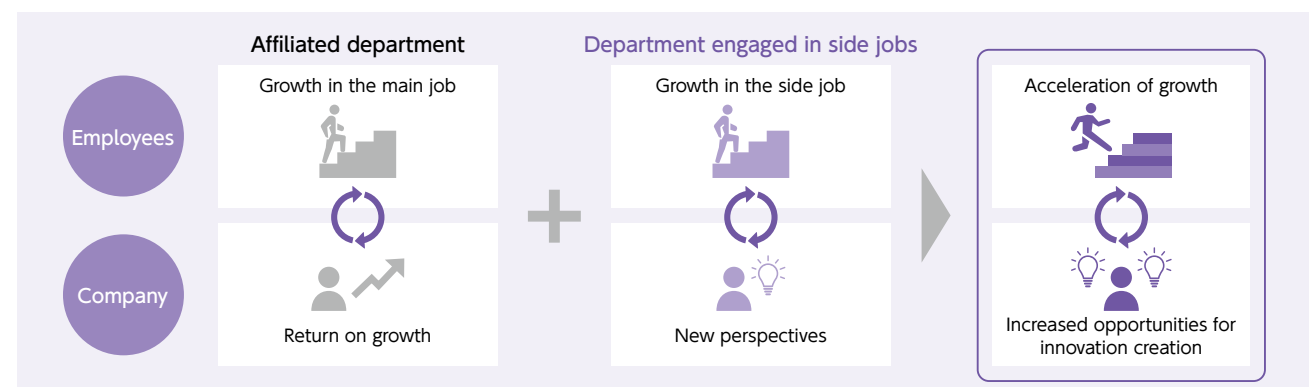 Affiliated department
Department engaged in side jobs
Employees
Growth in the main job
Growth in the side job
Acceleration of growth
Company
Return on growth
New perspectives
Increased opportunities for
innovation creation